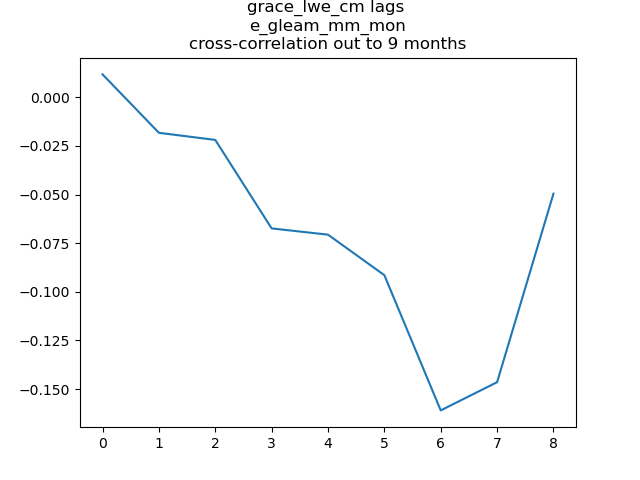 grace_lwe_cm lags
e_gleam_mm_mon
cross-correlation out to 9 months
0.000
−0.025
−0.050
−0.075
−0.100
−0.125
−0.150
0 1 2 3 4 5 6 7 8